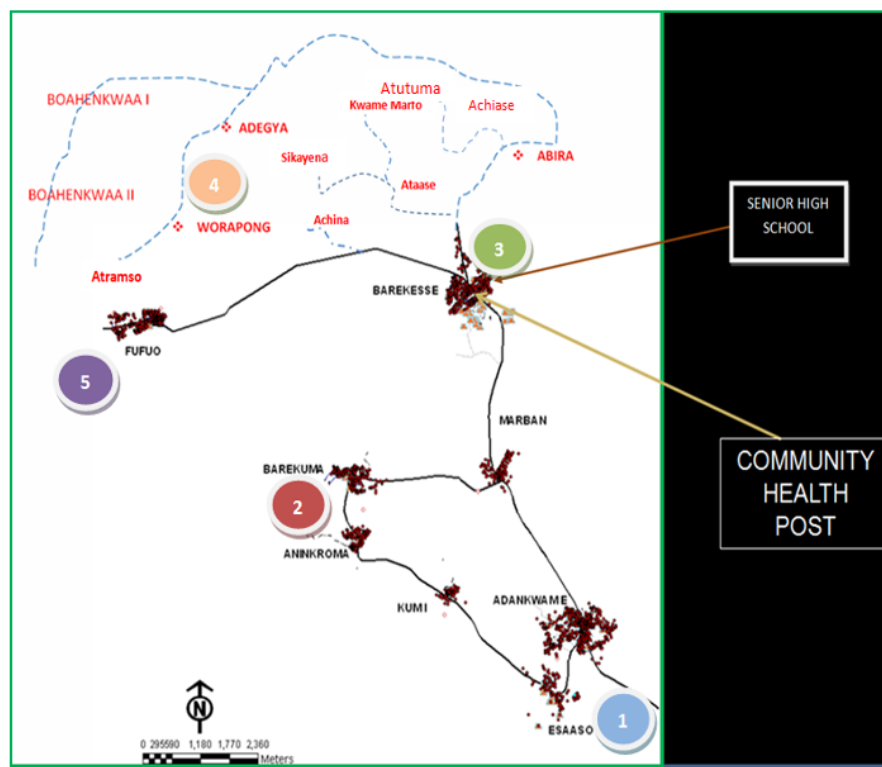 Atutuma
BOAHENKWAA I
Kwame Marto
Achiase
ADEGYA
Sikayena
ABIRA
4
Ataase
BOAHENKWAA II
SENIOR HIGH
SCHOOL
Achina
WORAPONG
3
Atramso
BAREKESSE
FUFUO
5
MARBAN
COMMUNITY
HEALTH
POST
BAREKUMA
2
ANINKROMA
ADANKWAME
KUMI
N
1
ESAASO
0 295590 1,180 1,770 2,360
Meters